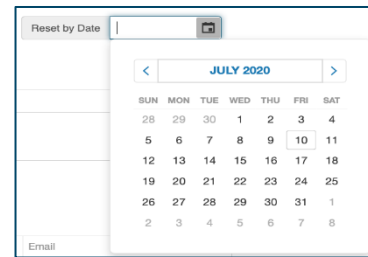 Reset by Date
JULY 2020
SUN MON TUE WED THU FRI SAT
28 29 30 1 2 3 4
5 6 7 8 9 10 11
12 13 14 15 16 17 18
19 20 21 22 23 24 25
26 27 28 29 30 31 1
2 3 4 5 6 7 8
Email